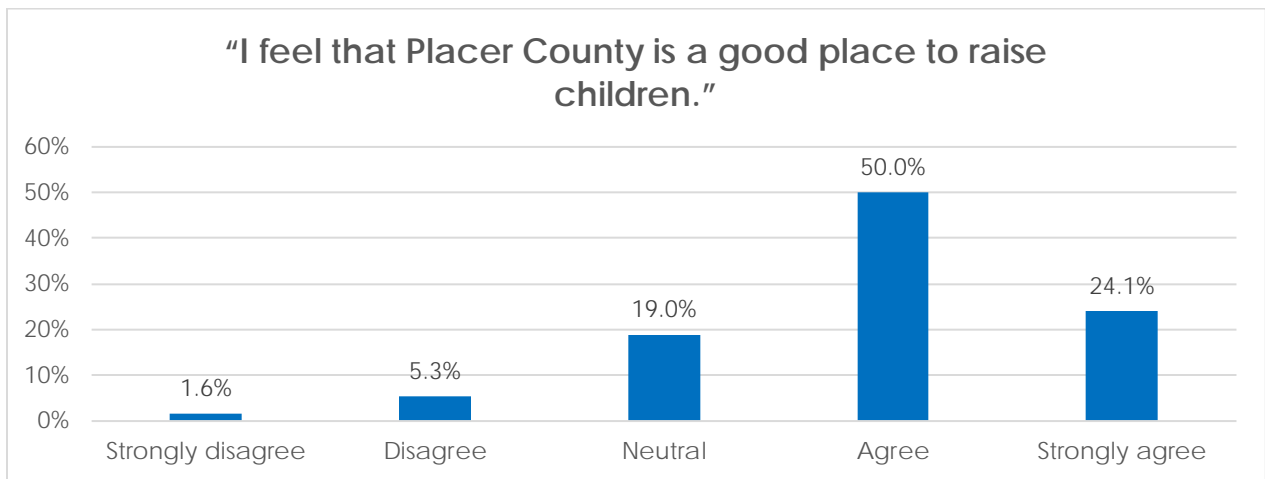 “I feel that Placer County is a good place to raise
children.”
60%
50%
40%
30%
20%
10%
0%
1.6%
5.3%
19.0%
50.0%
24.1%
Strongly disagree
Disagree
Neutral
Agree
Strongly agree